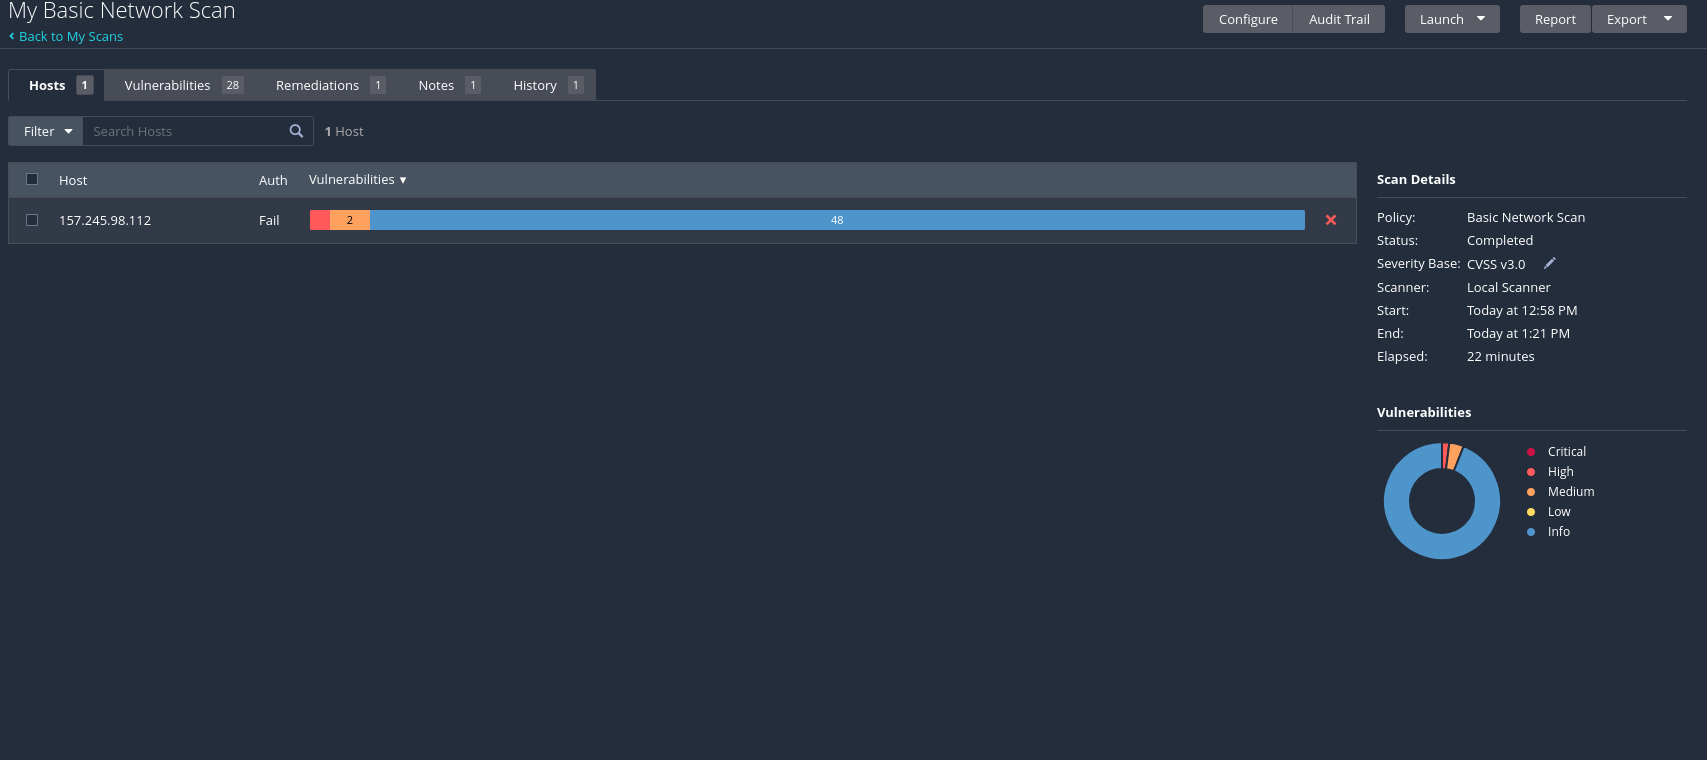 My Basic Network Scan
Configure Audit Trail Launch Report Export
Back to My Scans
Hosts 1 Vulnerabilities 28 Remediations 1 Notes 1 History 1
Filter Search Hosts 1 Host
Host Auth Vulnerabilities
157.245.98.112 Fail 2 48
Scan Details
Policy: Basic Network Scan
Status: Completed
Severity Base: CVSS v3.0
Scanner: Local Scanner
Start: Today at 12:58 PM
End: Today at 1:21 PM
Elapsed: 22 minutes
Vulnerabilities
Critical
High
Medium
Low
Info